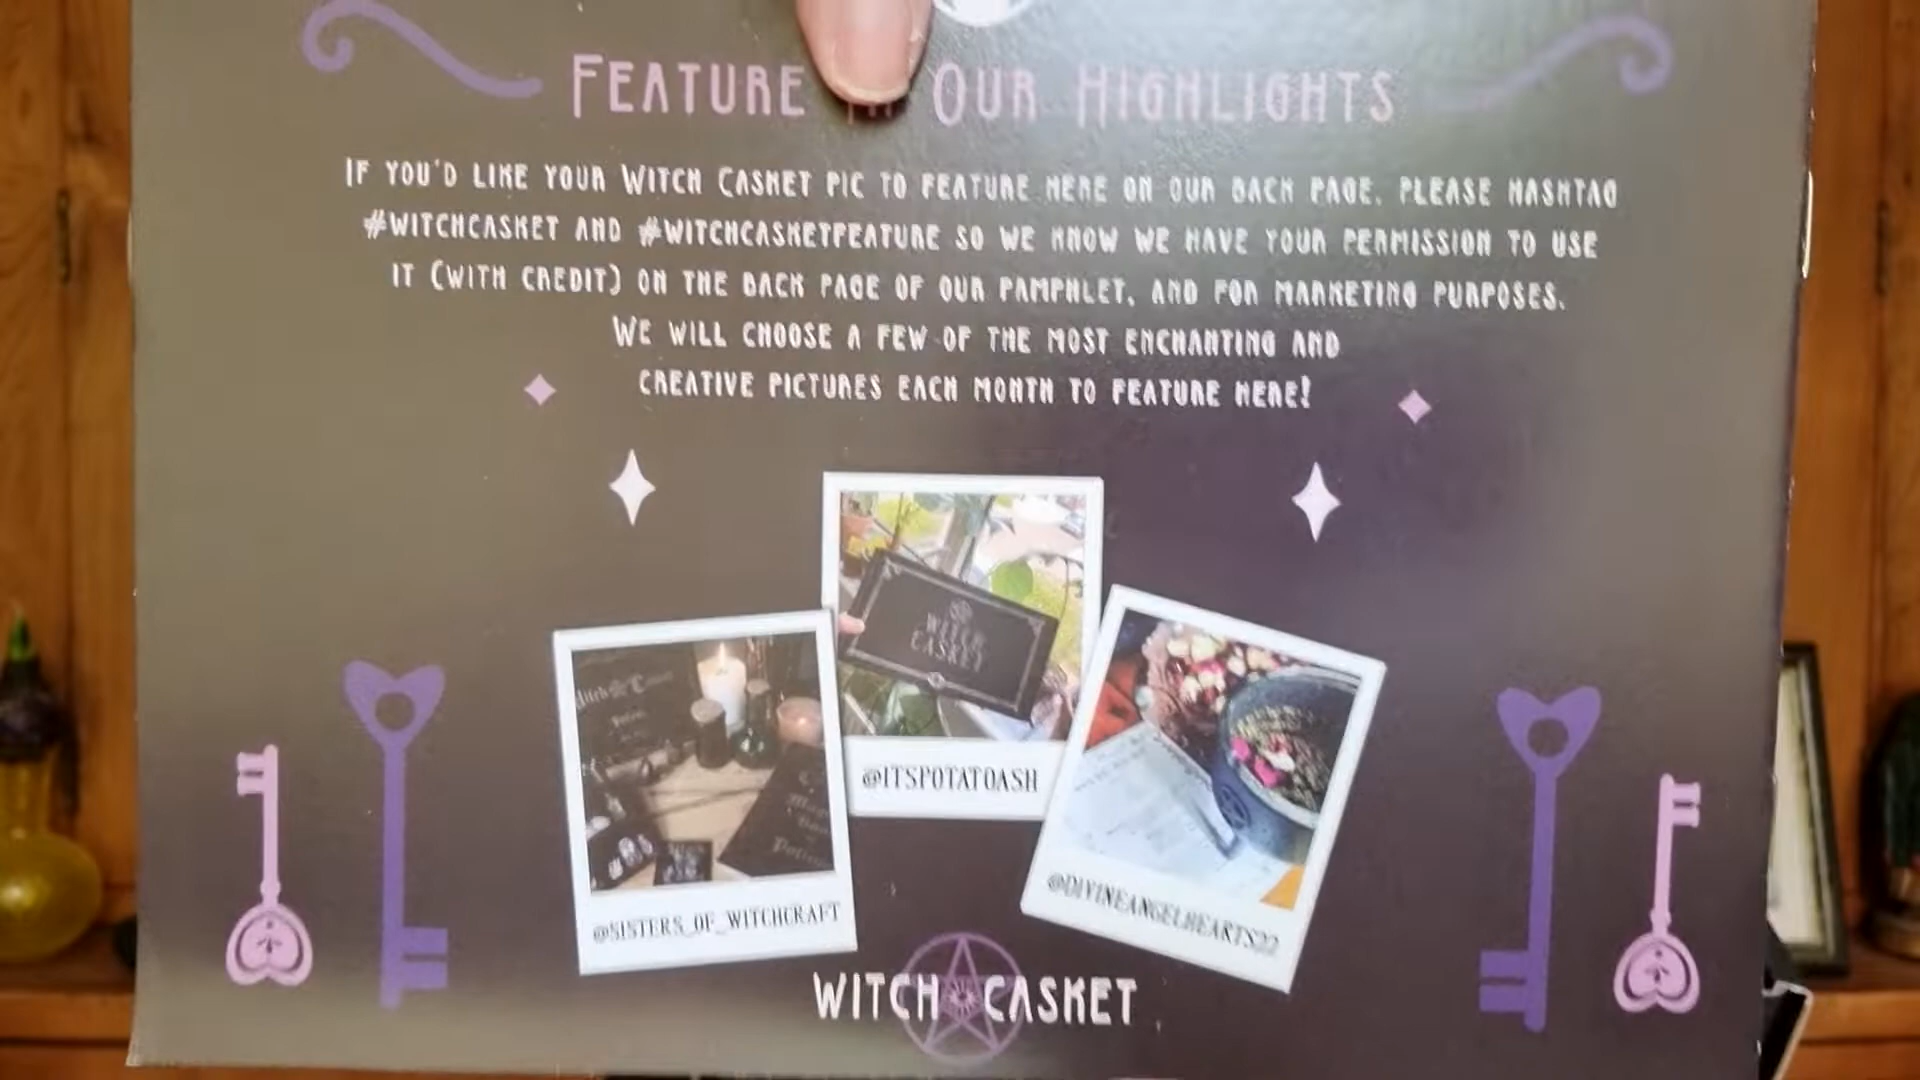 FEATURE IN OUR HIGHLIGHTS
IF YOU'D LIKE YOUR WITCH CASKET PIC TO FEATURE HERE ON OUR BACK PAGE, PLEASE HASHTAG
#WITCHCASKET AND #WITCHCASKETFEATURE SO WE KNOW WE HAVE YOUR PERMISSION TO USE
IT (WITH CREDIT) ON THE BACK PAGE OF OUR PAMPHLET, AND FOR MARKETING PURPOSES.
WE WILL CHOOSE A FEW OF THE MOST ENCHANTING AND
CREATIVE PICTURES EACH MONTH TO FEATURE HERE!
WITCH
CASKET
@ITSPOTATOASH
@SISTERS_OF_WITCHCRAFT
@DIVINEANGELHEARTS22
WITCH CASKET